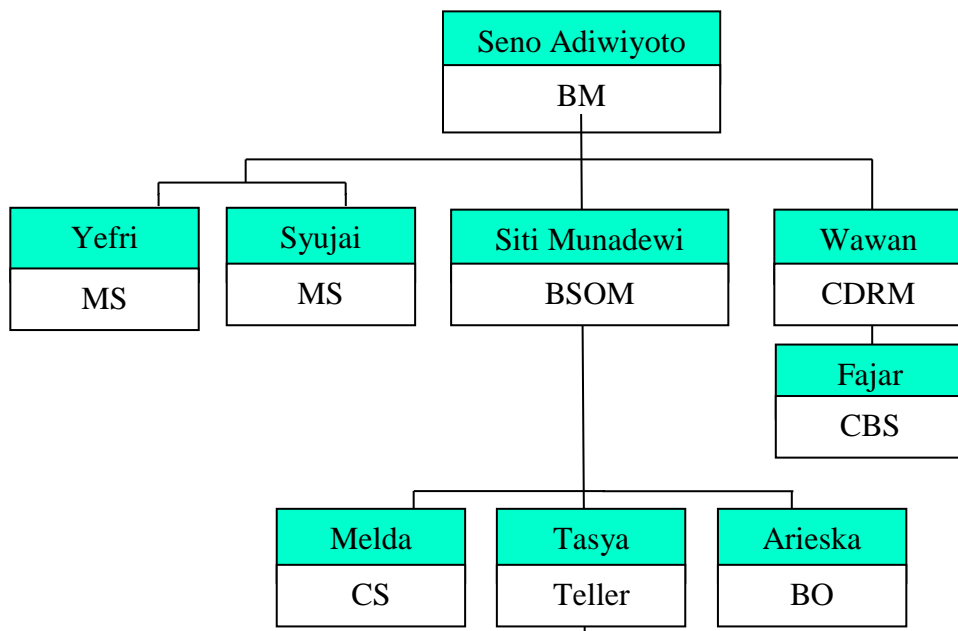 Seno Adiwiyoto
BM
Yefri
MS
Syujai
MS
Siti Munadewi
BSOM
Wawan
CDRM
Fajar
CBS
Melda
CS
Tasya
Teller
Arieska
BO